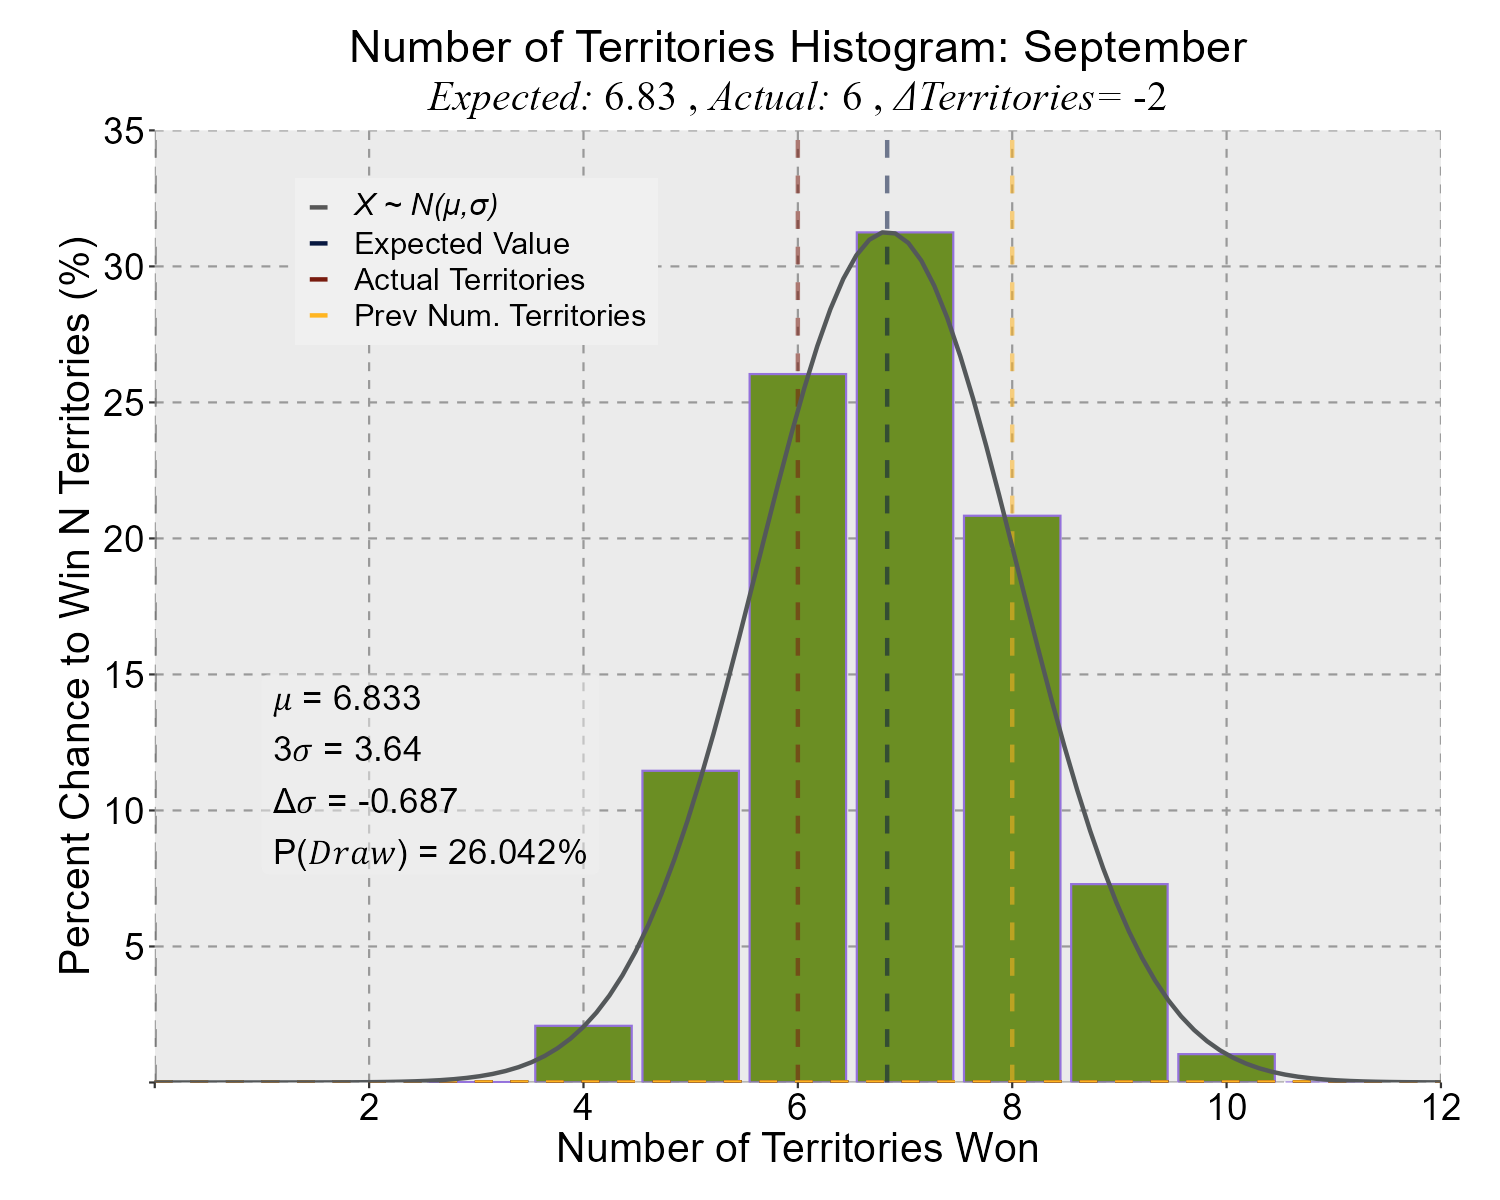 Number of Territories Histogram: September
Expected: 6.83 , Actual: 6 , ΔTerritories= -2
Percent Chance to Win N Territories (%)
35
30
25
20
15
10
5
X ~ N(μ,σ)
Expected Value
Actual Territories
Prev Num. Territories
μ = 6.833
3σ = 3.64
Δσ = -0.687
P(Draw) = 26.042%
2 4 6 8 10 12
Number of Territories Won